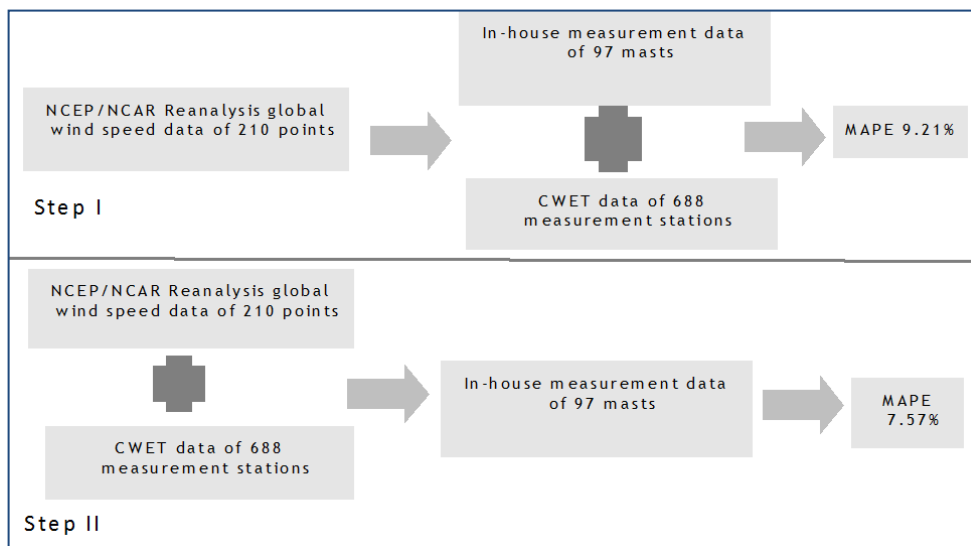 In-house measurement data
of 97 masts
NCEP/NCAR Reanalysis global
wind speed data of 210 points
MAPE 9.21%
CWET data of 688
measurement stations
Step I
NCEP/NCAR Reanalysis global
wind speed data of 210 points
In-house measurement data
of 97 masts
MAPE
7.57%
CWET data of 688
measurement stations
Step II